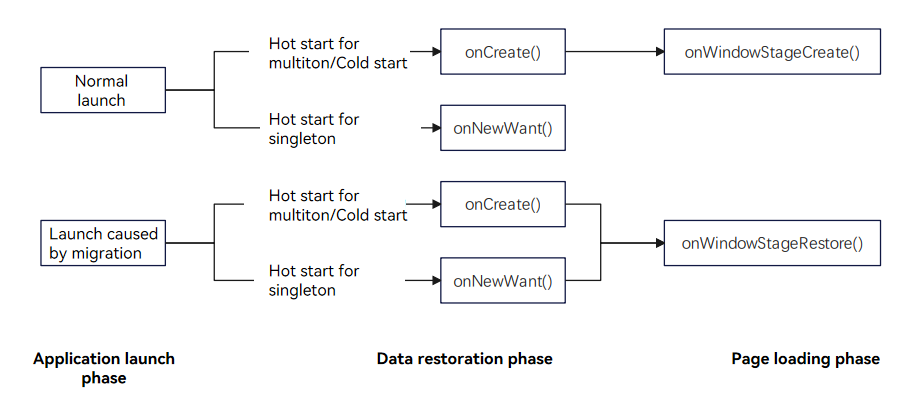 Normal
launch
Hot start for
multiton/Cold start
onCreate()
onWindowStageCreate()
Hot start for
singleton
onNewWant()
Launch caused
by migration
Hot start for
multiton/Cold start
onCreate()
Hot start for
singleton
onNewWant()
onWindowStageRestore()
Application launch
phase
Data restoration phase
Page loading phase